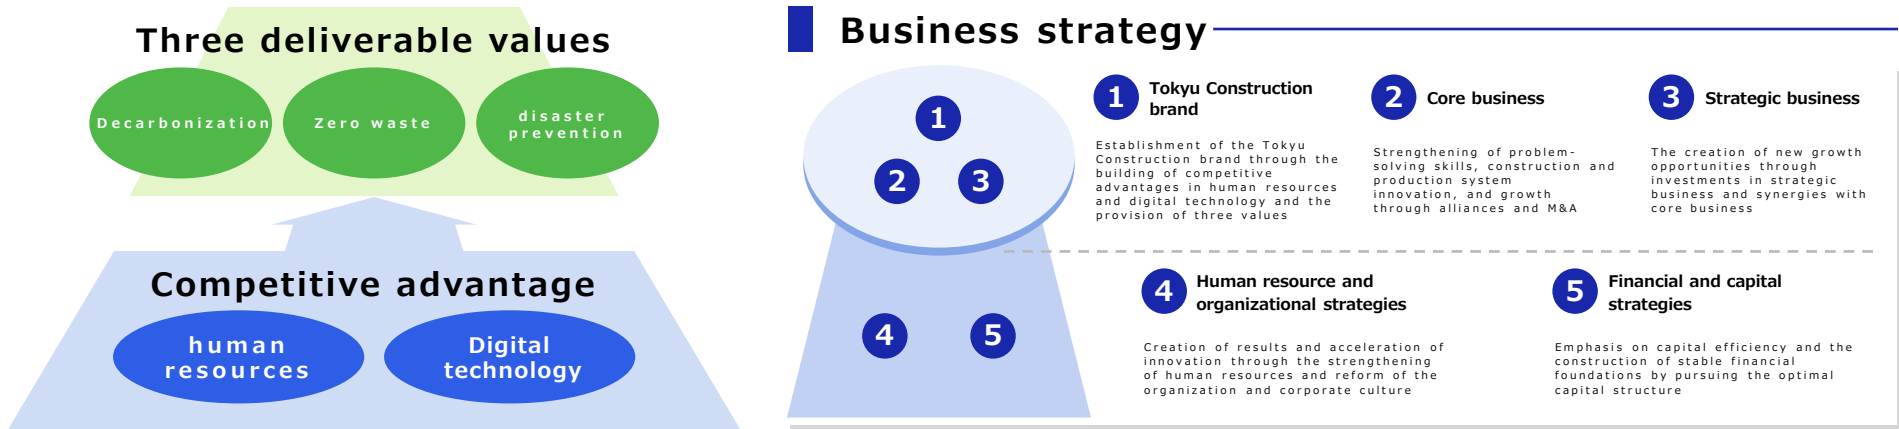 Three deliverable values
Decarbonization
Zero waste
disaster
prevention
Competitive advantage
human
resources
Digital
technology
Business strategy
1
2
3
4
5
1
Tokyu Construction
brand
Establishment of the Tokyu
Construction brand through the
building of competitive
advantages in human resources
and digital technology and the
provision of three values
2
Core business
Strengthening of problem-
solving skills, construction and
production system
innovation, and growth
through alliances and M&A
3
Strategic business
The creation of new growth
opportunities through
investments in strategic
business and synergies with
core business
4
Human resource and
organizational strategies
Creation of results and acceleration of
innovation through the strengthening
of human resources and reform of the
organization and corporate culture
5
Financial and capital
strategies
Emphasis on capital efficiency and the
construction of stable financial
foundations by pursuing the optimal
capital structure